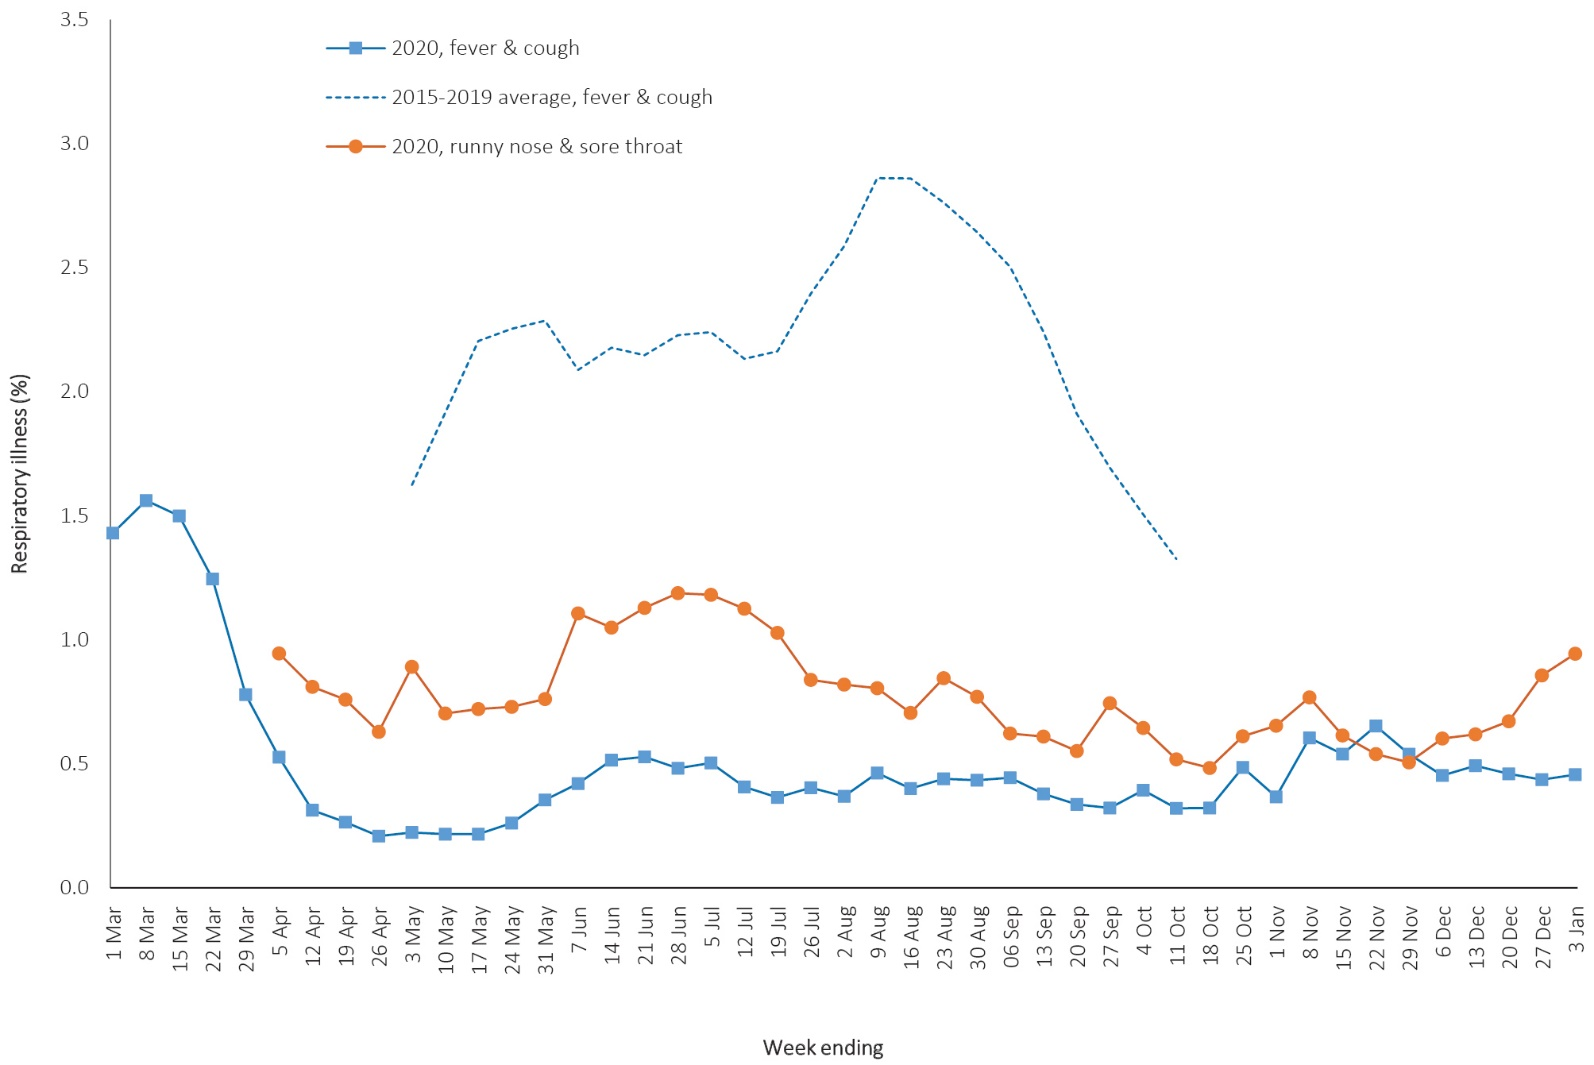 3.5
3.0
2.5
2.0
1.5
1.0
0.5
0.0
Respiratory illness (%)
2020, fever & cough
2015-2019 average, fever & cough
2020, runny nose & sore throat
1 Mar
8 Mar
15 Mar
22 Mar
29 Mar
5 Apr
12 Apr
19 Apr
26 Apr
3 May
10 May
17 May
24 May
31 May
7 Jun
14 Jun
21 Jun
28 Jun
5 Jul
12 Jul
19 Jul
26 Jul
2 Aug
9 Aug
16 Aug
23 Aug
30 Aug
06 Sep
13 Sep
20 Sep
27 Sep
4 Oct
11 Oct
18 Oct
25 Oct
1 Nov
8 Nov
15 Nov
22 Nov
29 Nov
6 Dec
13 Dec
20 Dec
27 Dec
3 Jan
Week ending